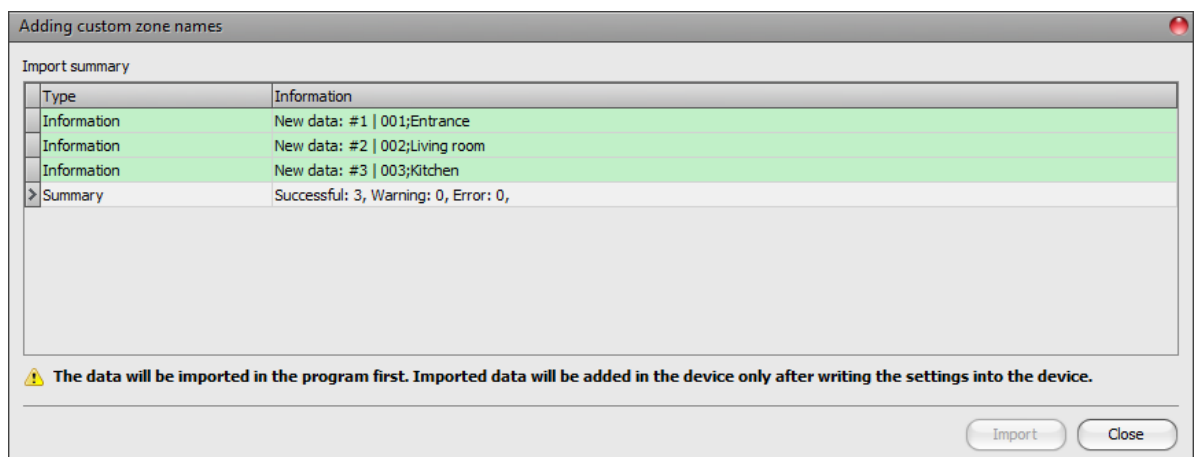 Adding custom zone names
Import summary
Type Information
Information New data: #1 | 001;Entrance
Information New data: #2 | 002;Living room
Information New data: #3 | 003;Kitchen
Summary Successful: 3, Warning: 0, Error: 0,
The data will be imported in the program first. Imported data will be added in the device only after writing the settings into the device.
Import Close